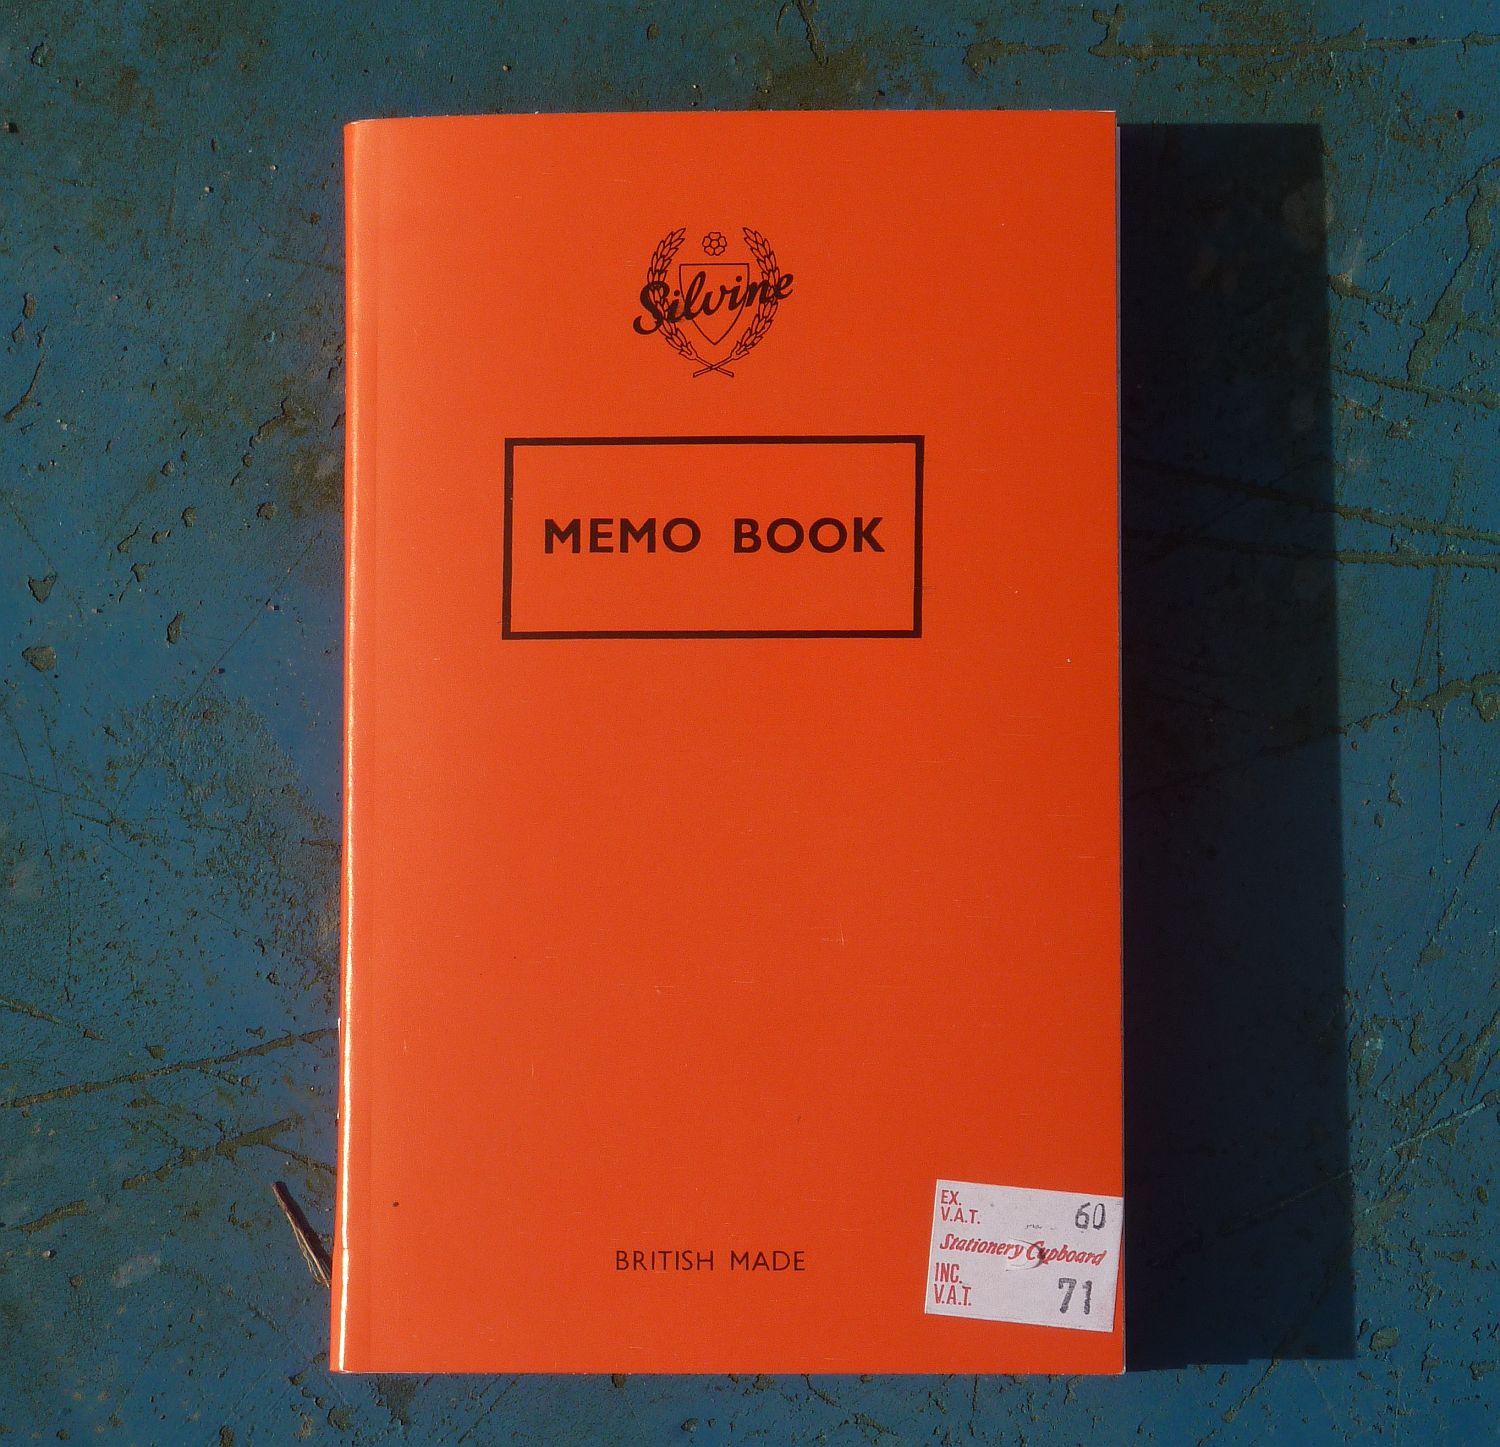 Silvine
MEMO BOOK
BRITISH MADE
EX.
V.A.T. 60
Stationery Cupboard
INC.
V.A.T. 71